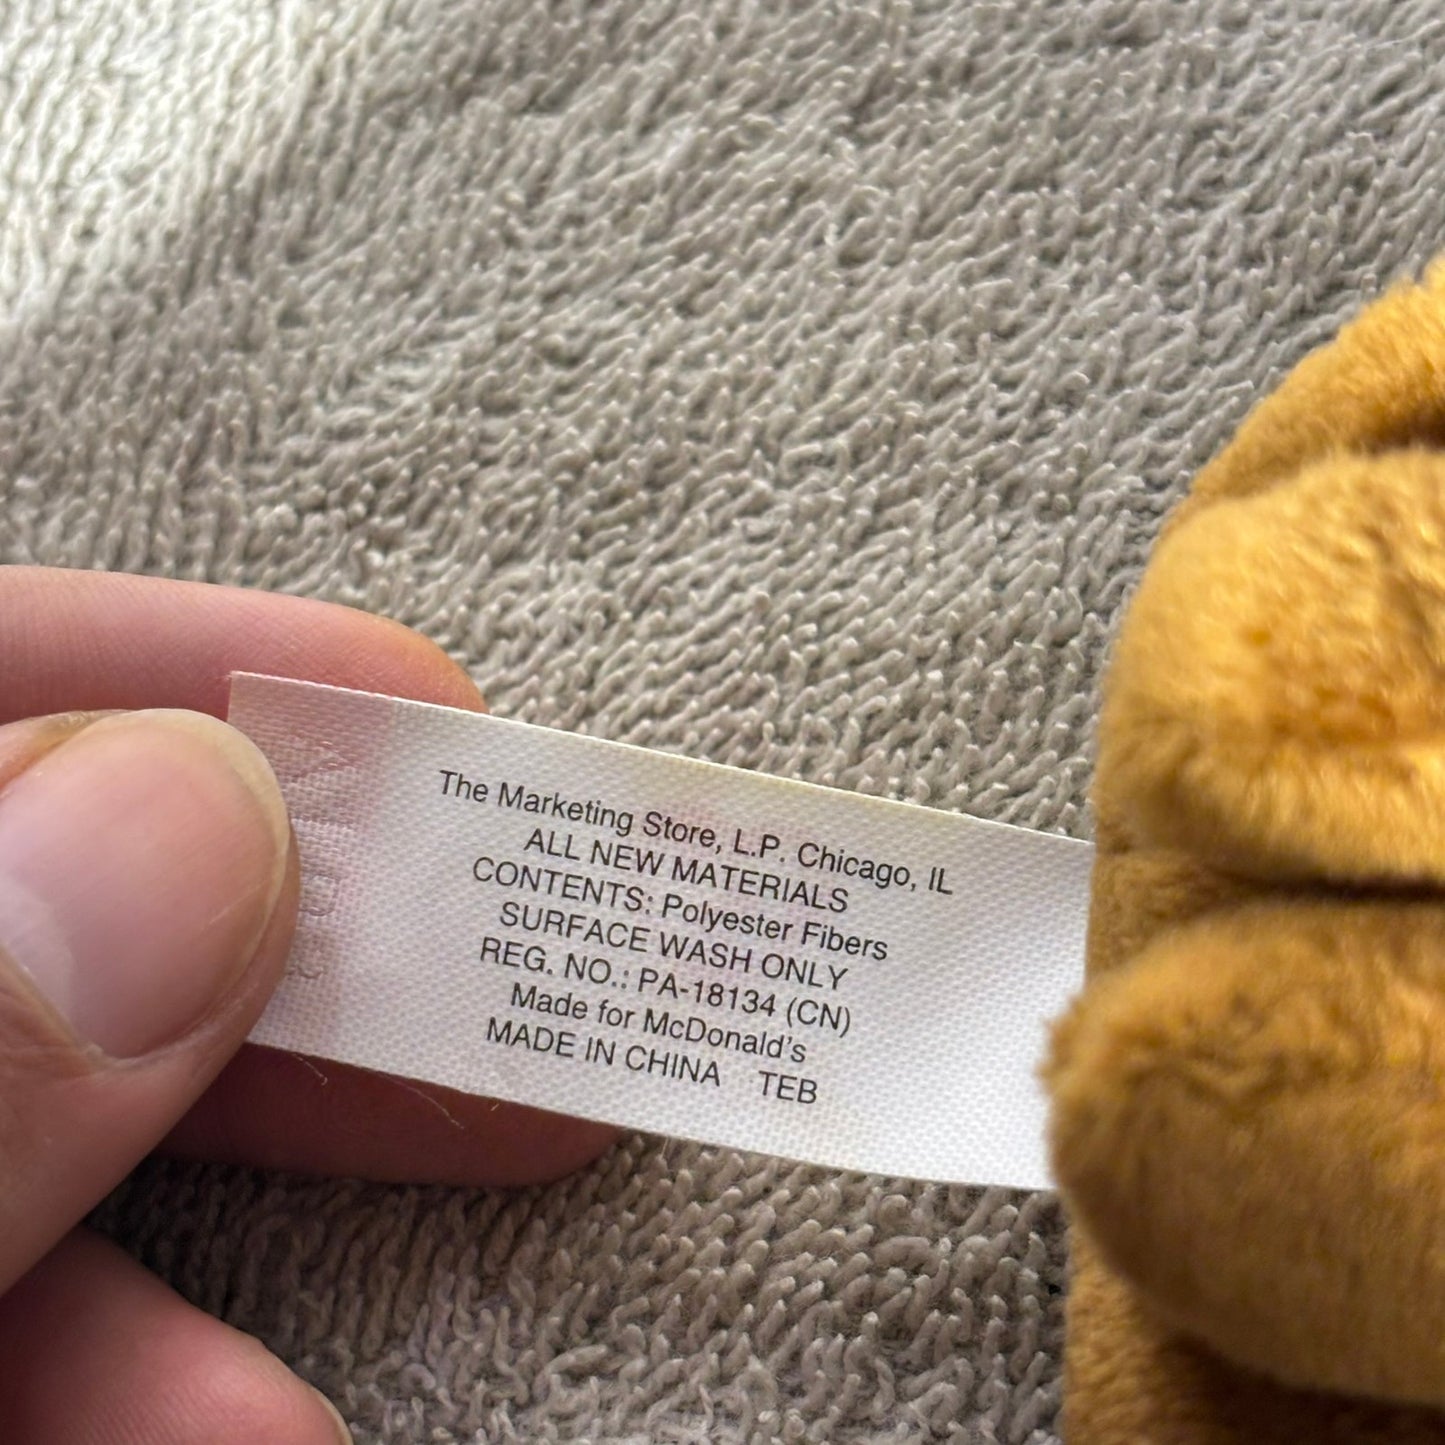 The Marketing Store, L.P. Chicago, IL
ALL NEW MATERIALS
CONTENTS: Polyester Fibers
SURFACE WASH ONLY
REG. NO.: PA-18134 (CN)
Made for McDonald's
MADE IN CHINA TEB